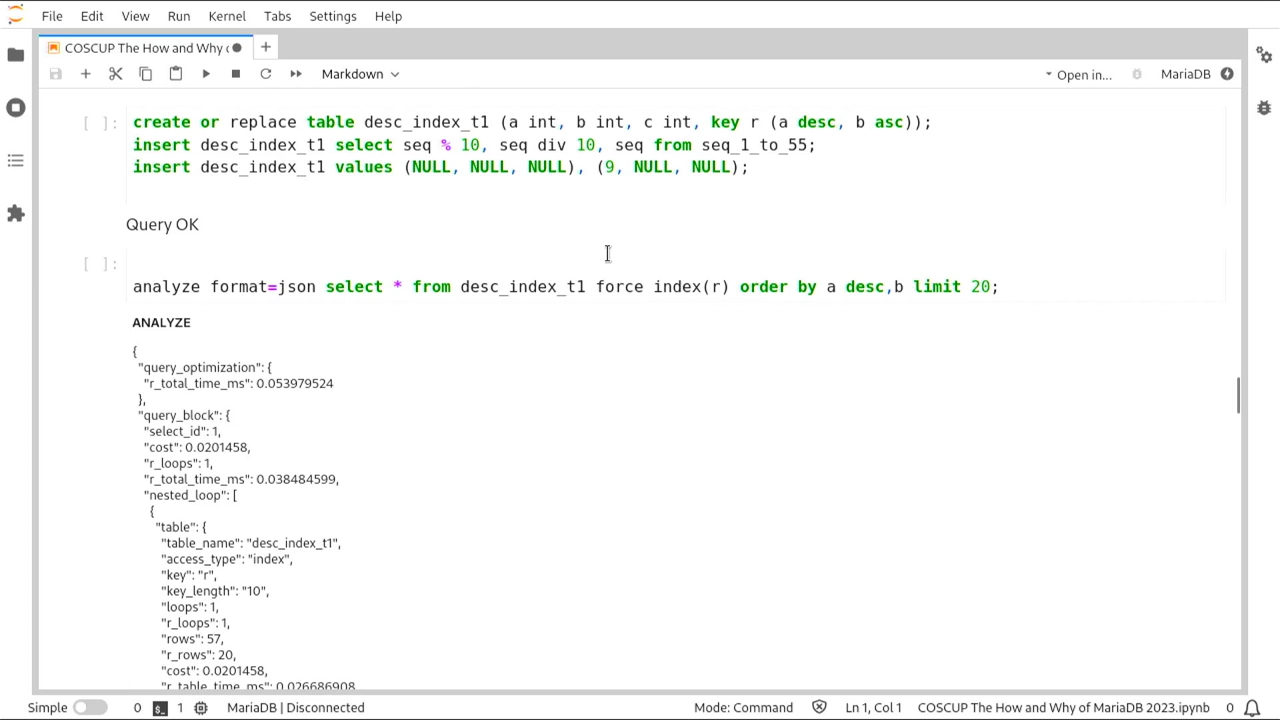 File Edit View Run Kernel Tabs Settings Help
COSCUP The How and Why
Markdown Open in... MariaDB
[ ]: create or replace table desc_index_t1 (a int, b int, c int, key r (a desc, b asc));
insert desc_index_t1 select seq % 10, seq div 10, seq from seq_1_to_55;
insert desc_index_t1 values (NULL, NULL, NULL), (9, NULL, NULL);
Query OK
[ ]:
analyze format=json select * from desc_index_t1 force index(r) order by a desc,b limit 20;
ANALYZE
{
"query_optimization": {
"r_total_time_ms": 0.053979524
},
"query_block": {
"select_id": 1,
"cost": 0.0201458,
"r_loops": 1,
"r_total_time_ms": 0.038484599,
"nested_loop": [
{
"table": {
"table_name": "desc_index_t1",
"access_type": "index",
"key": "r",
"key_length": "10",
"loops": 1,
"r_loops": 1,
"rows": 57,
"r_rows": 20,
"cost": 0.0201458,
"r_table_time_ms": 0.026686908,
Simple 0 1 MariaDB | Disconnected Mode: Command Ln 1, Col 1 COSCUP The How and Why of MariaDB 2023.ipynb 0